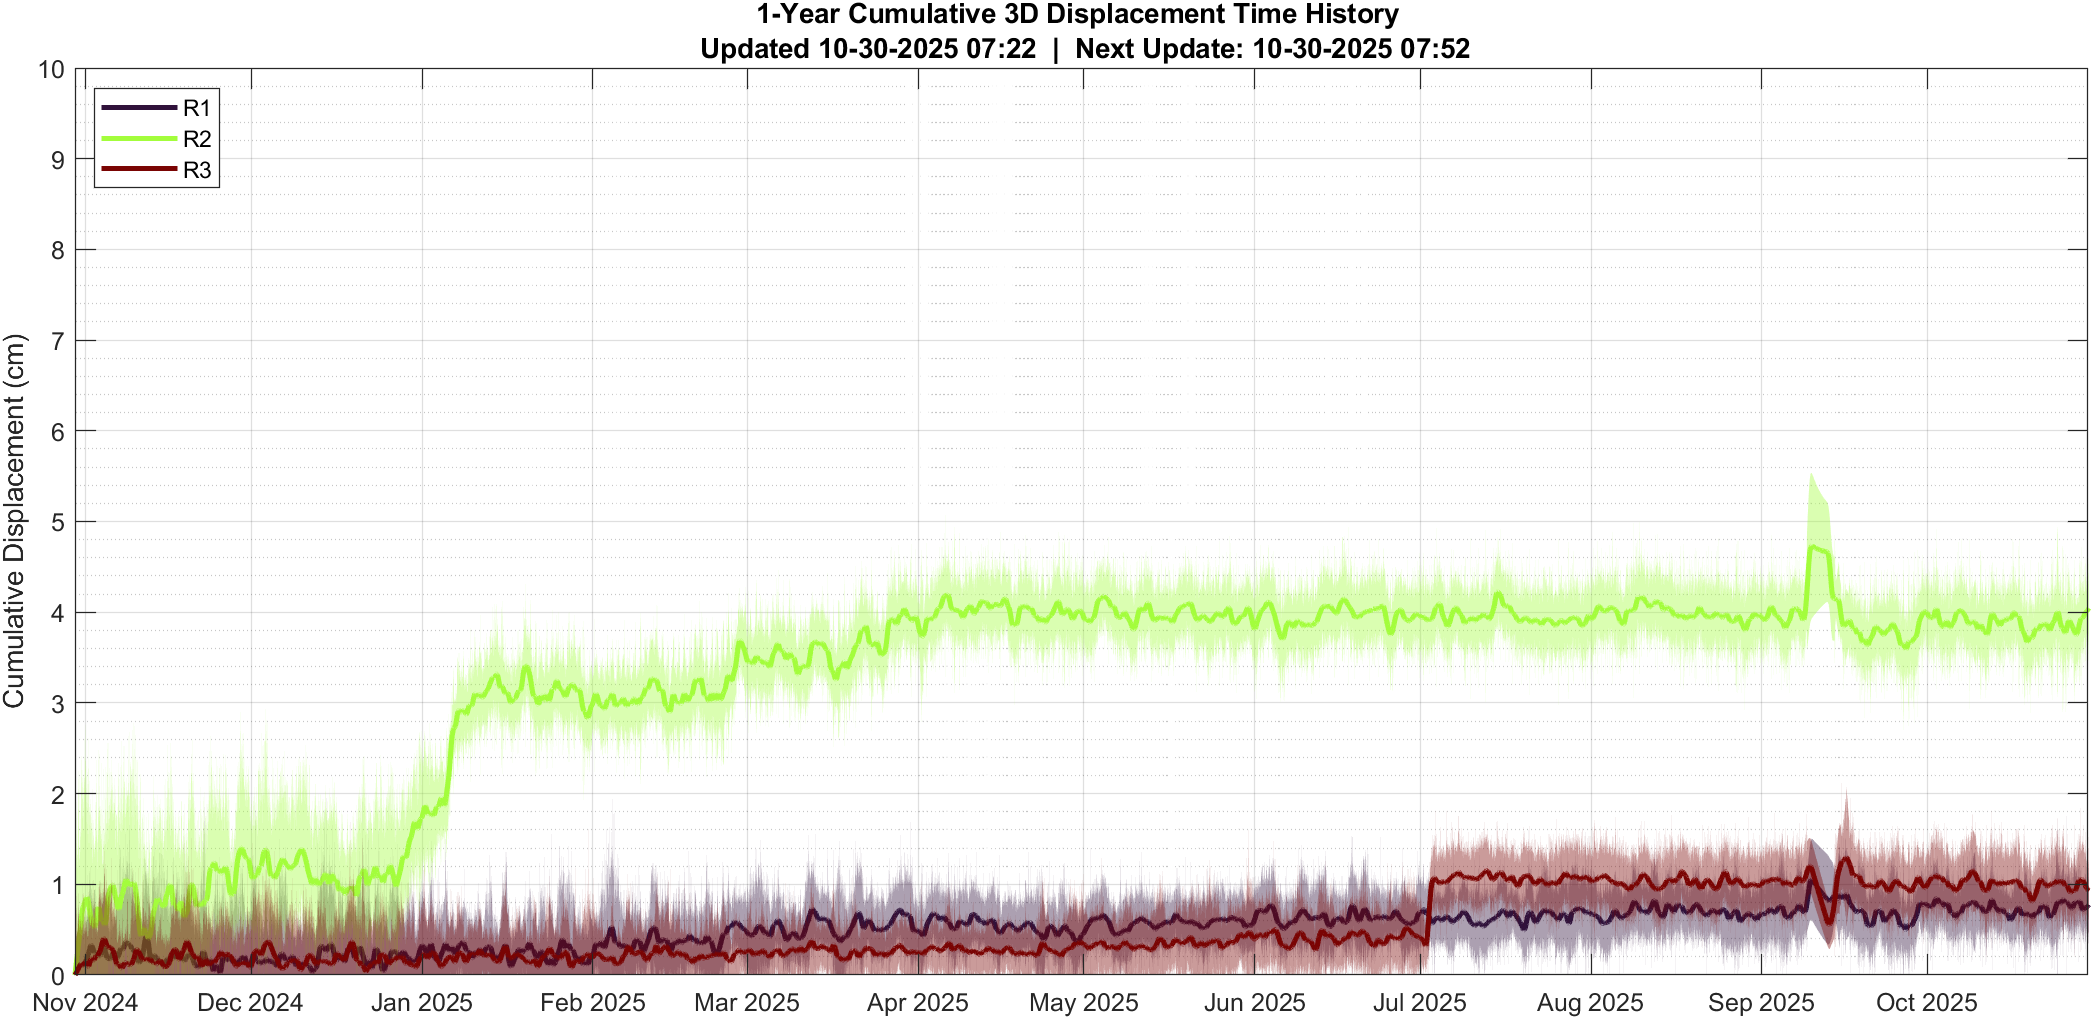 1-Year Cumulative 3D Displacement Time History
Updated 10-30-2025 07:22 | Next Update: 10-30-2025 07:52
R1
R2
R3
Cumulative Displacement (cm)
10
9
8
7
6
5
4
3
2
1
0
Nov 2024 Dec 2024 Jan 2025 Feb 2025 Mar 2025 Apr 2025 May 2025 Jun 2025 Jul 2025 Aug 2025 Sep 2025 Oct 2025